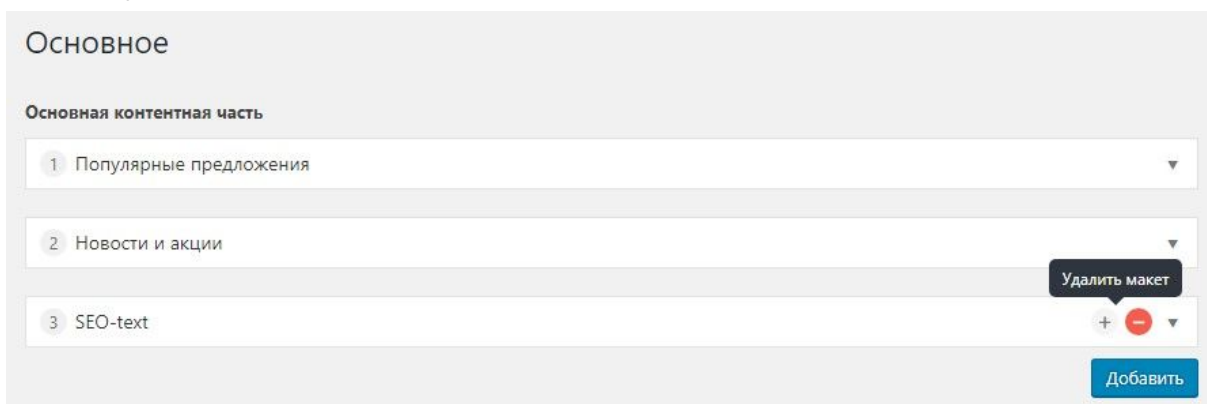 Основное
Основная контентная часть
1 Популярные предложения
2 Новости и акции
Удалить макет
3 SEO-text
Добавить